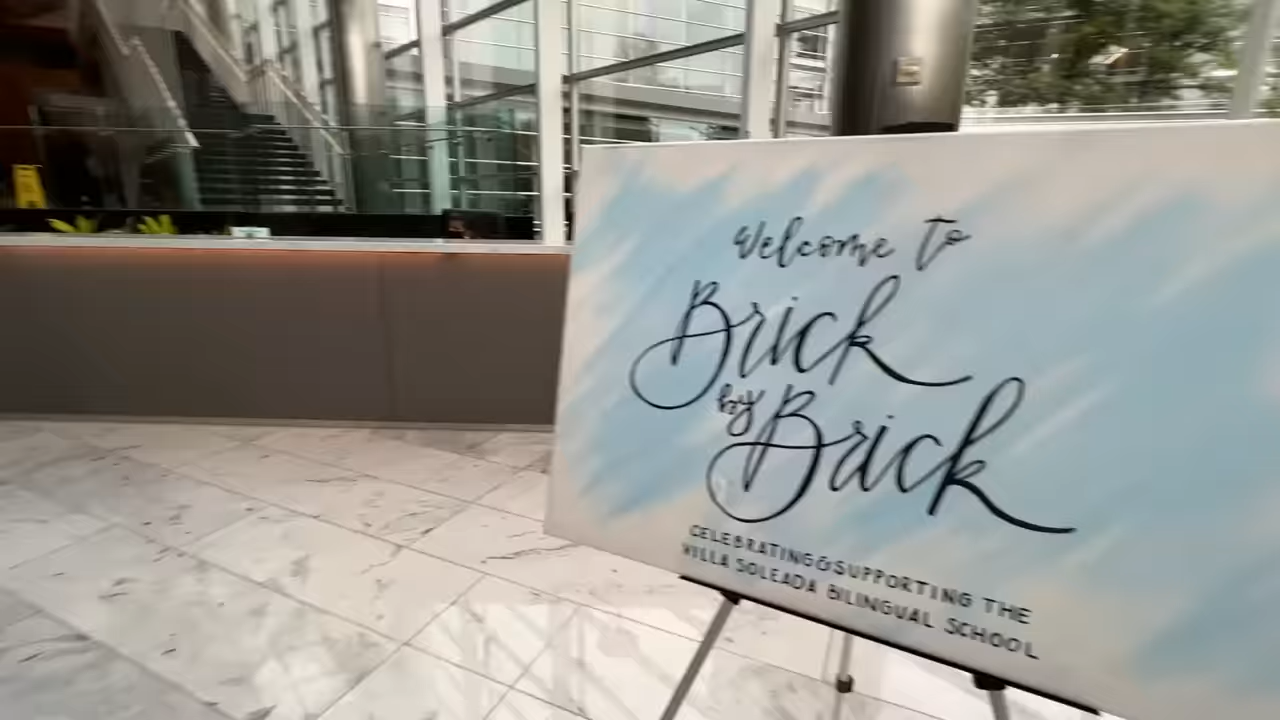 Welcome to
Brick
by Brick
CELEBRATING & SUPPORTING THE
VILLA SOLEADA BILINGUAL SCHOOL